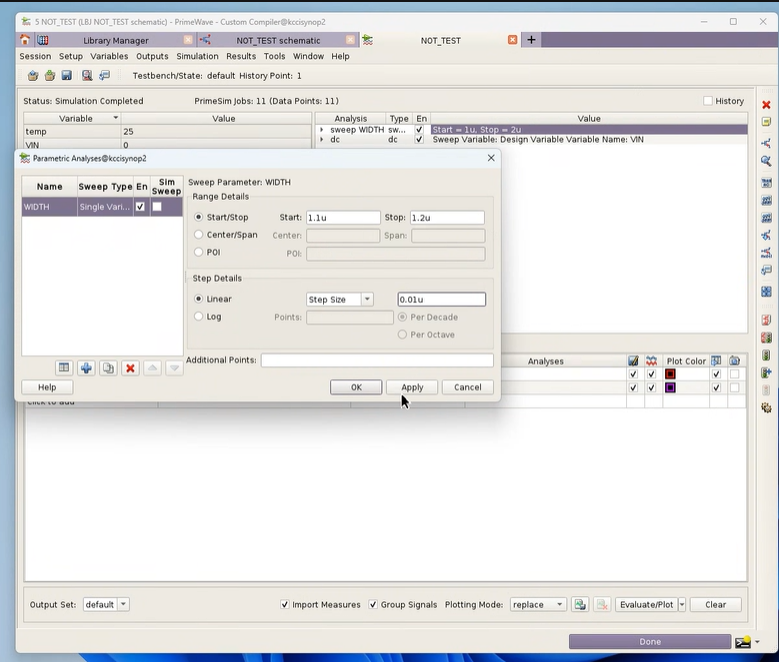 5 NOT_TEST (LBJ NOT_TEST schematic) - PrimeWave - Custom Compiler@kccisynop2
Library Manager NOT_TEST schematic NOT_TEST
Session Setup Variables Outputs Simulation Results Tools Window Help
Testbench/State: default History Point: 1
Status: Simulation Completed PrimeSim Jobs: 11 (Data Points: 11) History
Variable Value Analysis Type En Value
temp 25 sweep WIDTH sw... Start = 1u, Stop = 2u
VIN 0 dc dc Sweep Variable: Design Variable Variable Name: VIN
Parametric Analyses@kccisynop2
Name Sweep Type En Sim Sweep
WIDTH Single Vari...
Sweep Parameter: WIDTH
Range Details
Start/Stop Start: 1.1u Stop: 1.2u
Center/Span Center: Span:
POI POI:
Step Details
Linear Step Size 0.01u
Log Points: Per Decade
Per Octave
Additional Points:
Help OK Apply Cancel
Analyses Plot Color
Click to add
Output Set: default Import Measures Group Signals Plotting Mode: replace Evaluate/Plot Clear
Done